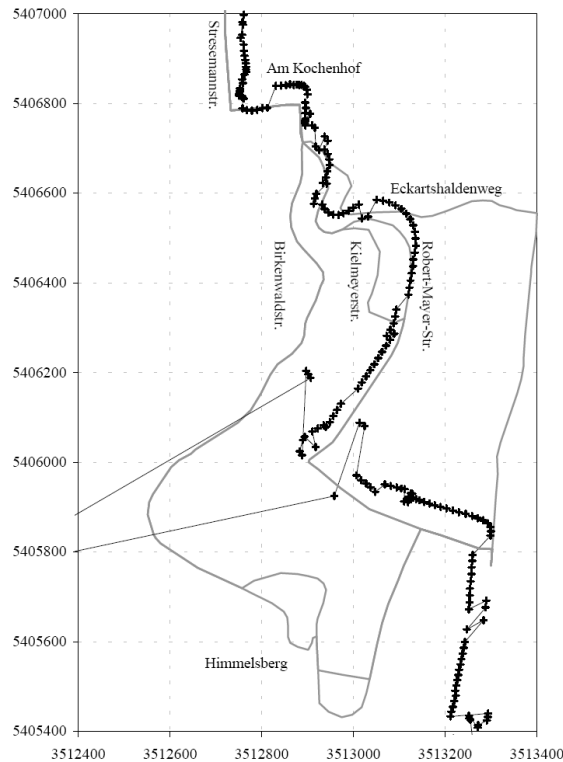 5407000
Stresemannstr.
Am Kochenhof
5406800
5406600
Eckartshaldenweg
Birkenwaldstr.
Kielmeyerstr.
Robert-Mayer-Str.
5406400
5406200
5406000
5405800
5405600
Himmelsberg
5405400
3512400 3512600 3512800 3513000 3513200 3513400